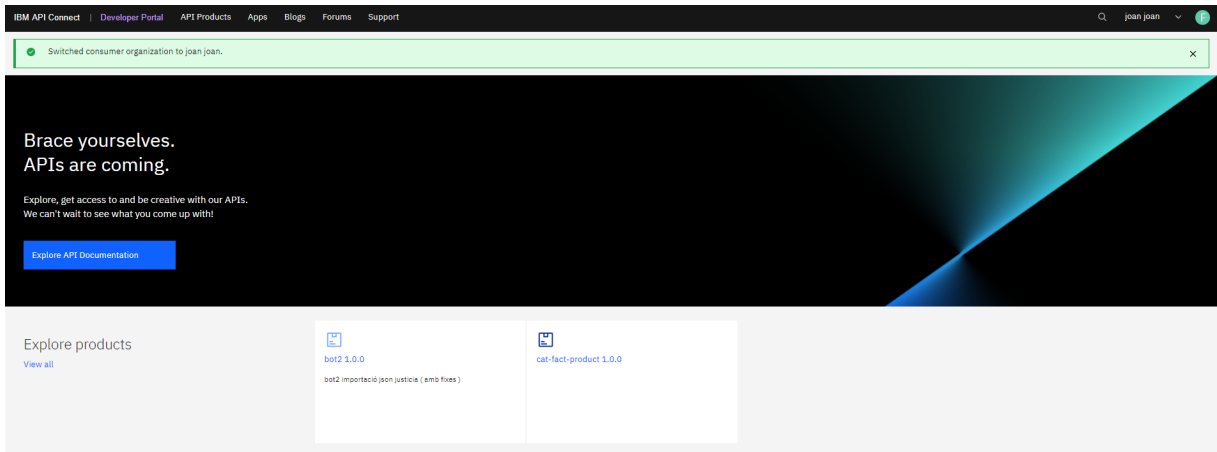 IBM API Connect | Developer Portal API Products Apps Blogs Forums Support joan joan F
Switched consumer organization to joan joan.
Brace yourselves.
APIs are coming.
Explore, get access to and be creative with our APIs.
We can't wait to see what you come up with!
Explore API Documentation
Explore products
View all
bot2 1.0.0
bot2 importació json justicia ( amb fixes )
cat-fact-product 1.0.0